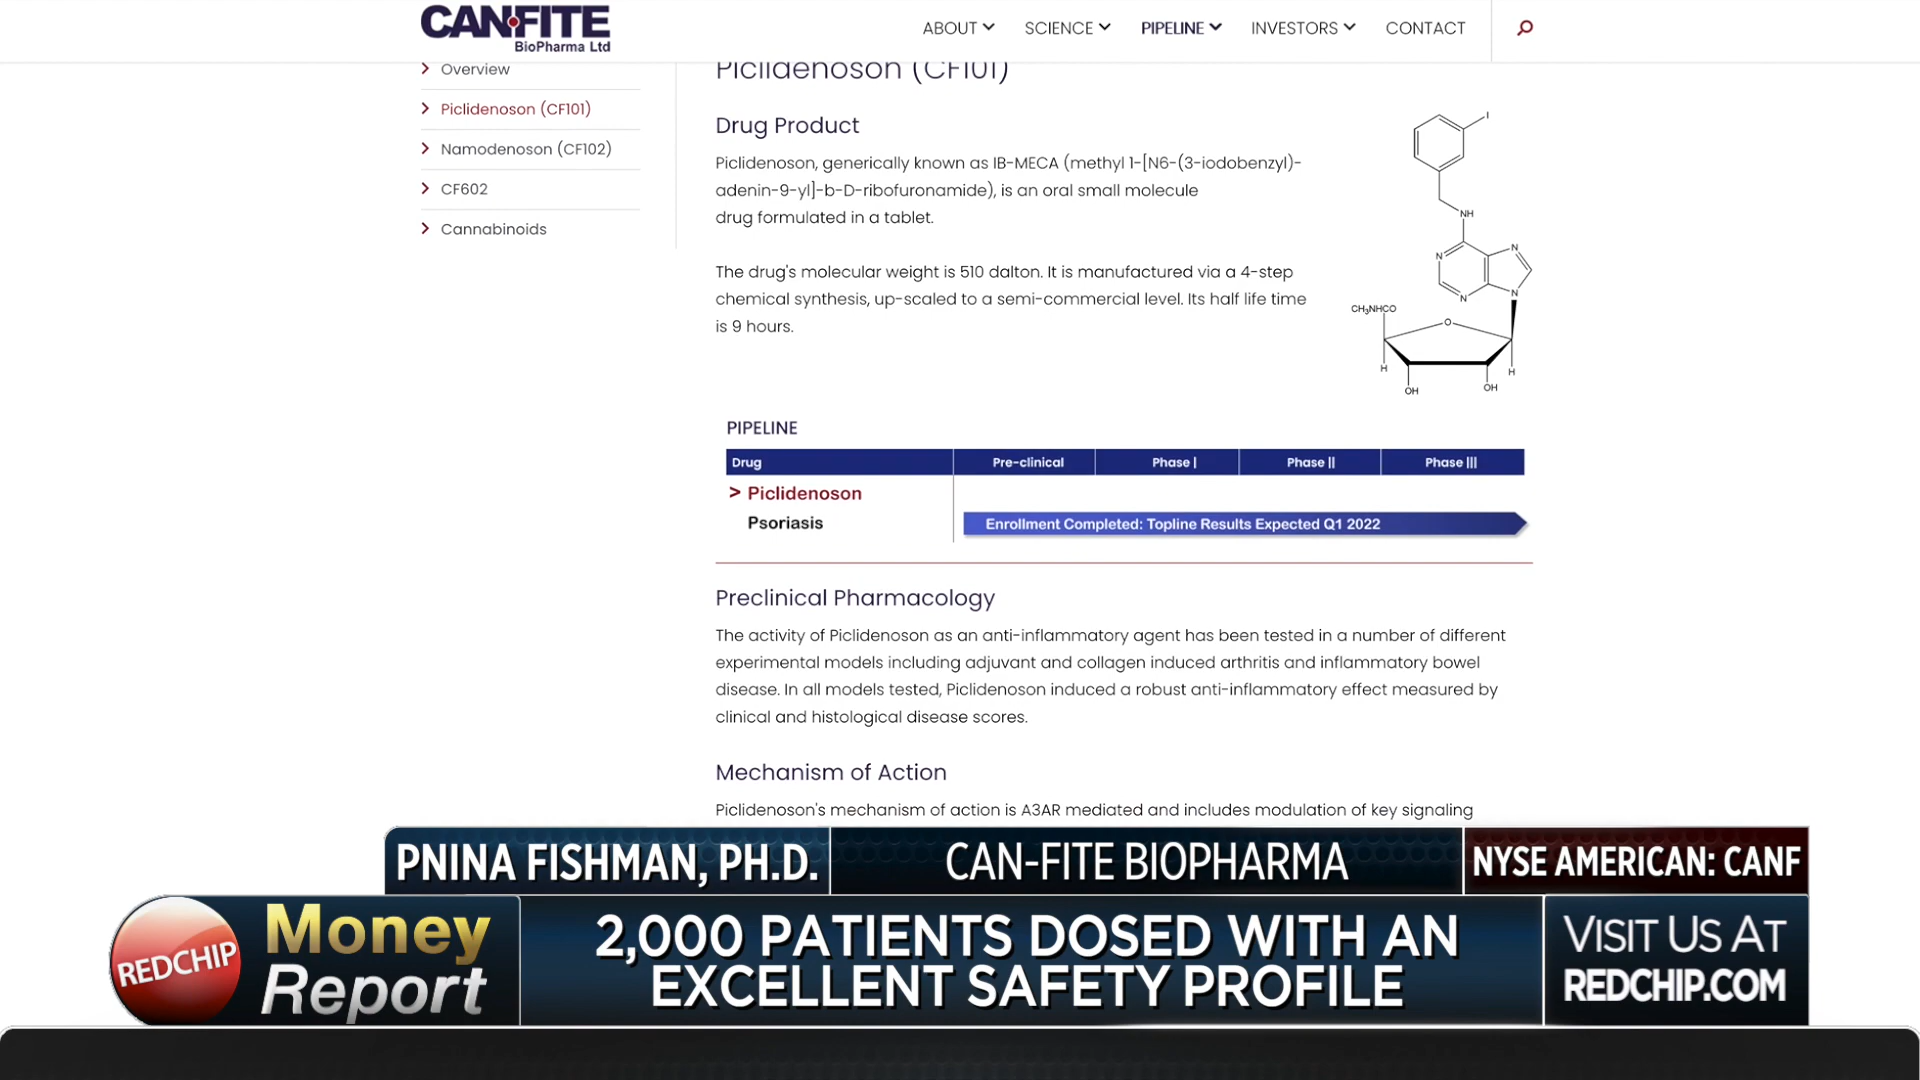 CAN-FITE
BioPharma Ltd
ABOUT
SCIENCE
PIPELINE
INVESTORS
CONTACT
Overview
Piclidenoson (CF101)
Namodenoson (CF102)
CF602
Cannabinoids
Piclidenoson (CF101)
Drug Product
Piclidenoson, generically known as IB-MECA (methyl 1-[N6-(3-iodobenzyl)-
adenin-9-yl]-b-D-ribofuronamide), is an oral small molecule
drug formulated in a tablet.
The drug's molecular weight is 510 dalton. It is manufactured via a 4-step
chemical synthesis, up-scaled to a semi-commercial level. Its half life time
is 9 hours.
I
NH
N
N
N
N
CH₃NHCO
O
H
H
OH
OH
PIPELINE
Drug
Pre-clinical
Phase I
Phase II
Phase III
> Piclidenoson
Psoriasis
Enrollment Completed: Topline Results Expected Q1 2022
Preclinical Pharmacology
The activity of Piclidenoson as an anti-inflammatory agent has been tested in a number of different
experimental models including adjuvant and collagen induced arthritis and inflammatory bowel
disease. In all models tested, Piclidenoson induced a robust anti-inflammatory effect measured by
clinical and histological disease scores.
Mechanism of Action
Piclidenoson's mechanism of action is A3AR mediated and includes modulation of key signaling
PNINA FISHMAN, PH.D.
CAN-FITE BIOPHARMA
NYSE AMERICAN: CANF
REDCHIP
Money
Report
2,000 PATIENTS DOSED WITH AN
EXCELLENT SAFETY PROFILE
VISIT US AT
REDCHIP.COM